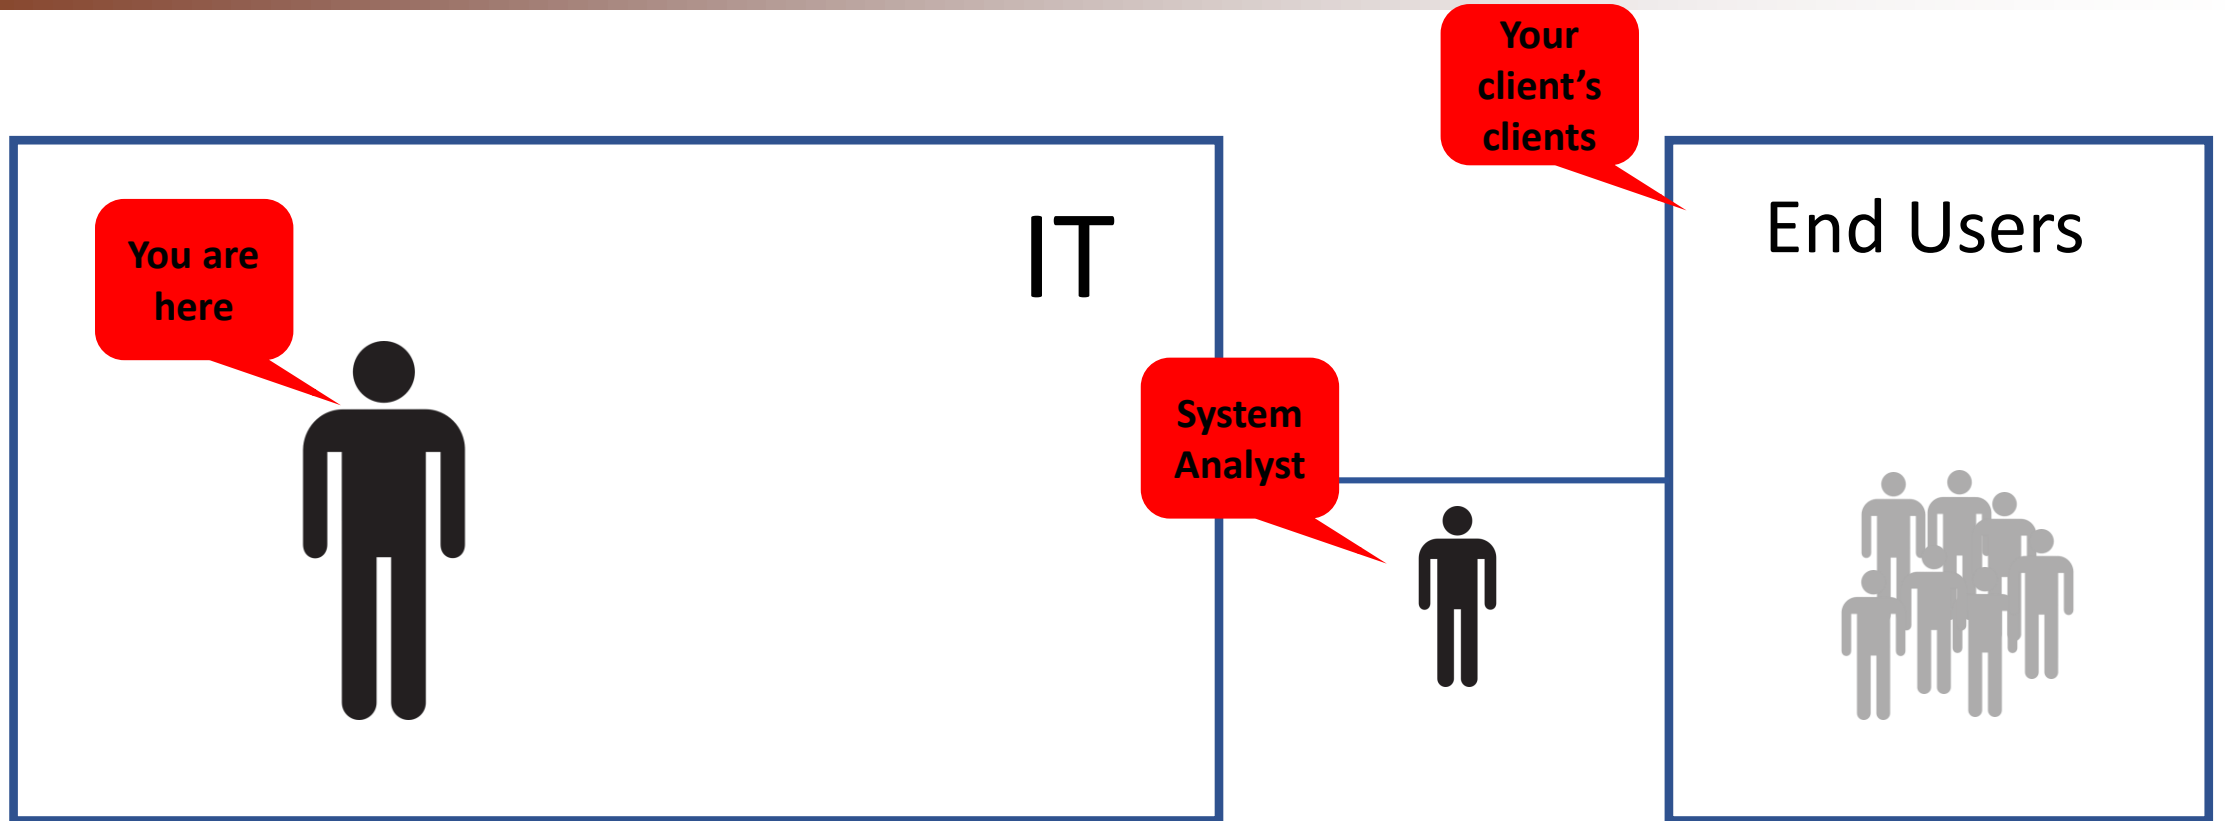 Your
client’s
clients
You are
here
IT
End Users
System
Analyst